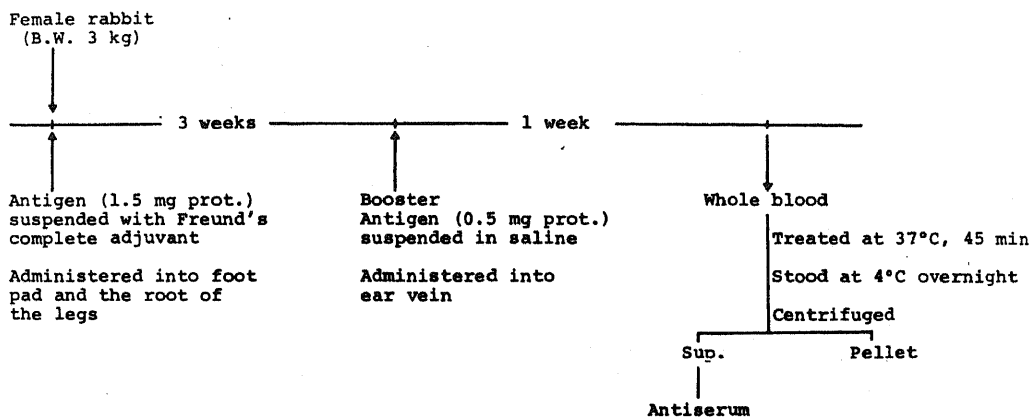 Female rabbit
(B.W. 3 kg)
3 weeks
1 week
Antigen (1.5 mg prot.)
suspended with Freund's
complete adjuvant
Administered into foot
pad and the root of
the legs
Booster
Antigen (0.5 mg prot.)
suspended in saline
Administered into
ear vein
Whole blood
Treated at 37°C, 45 min
Stood at 4°C overnight
Centrifuged
Sup.
Pellet
Antiserum